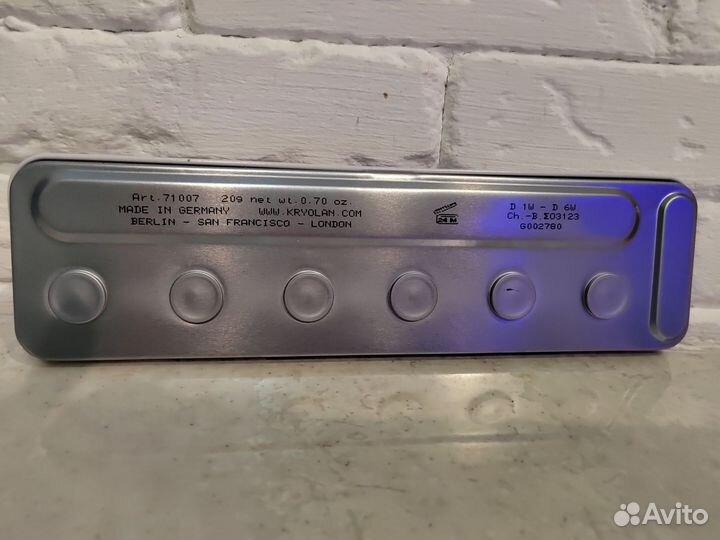 Art.71007 20g net wt.0.70 oz.
MADE IN GERMANY WWW.KRYOLAN.COM
BERLIN - SAN FRANCISCO - LONDON
24 M
D 1W - D 6W
Ch.-B.Σ03123
G002780
Avito